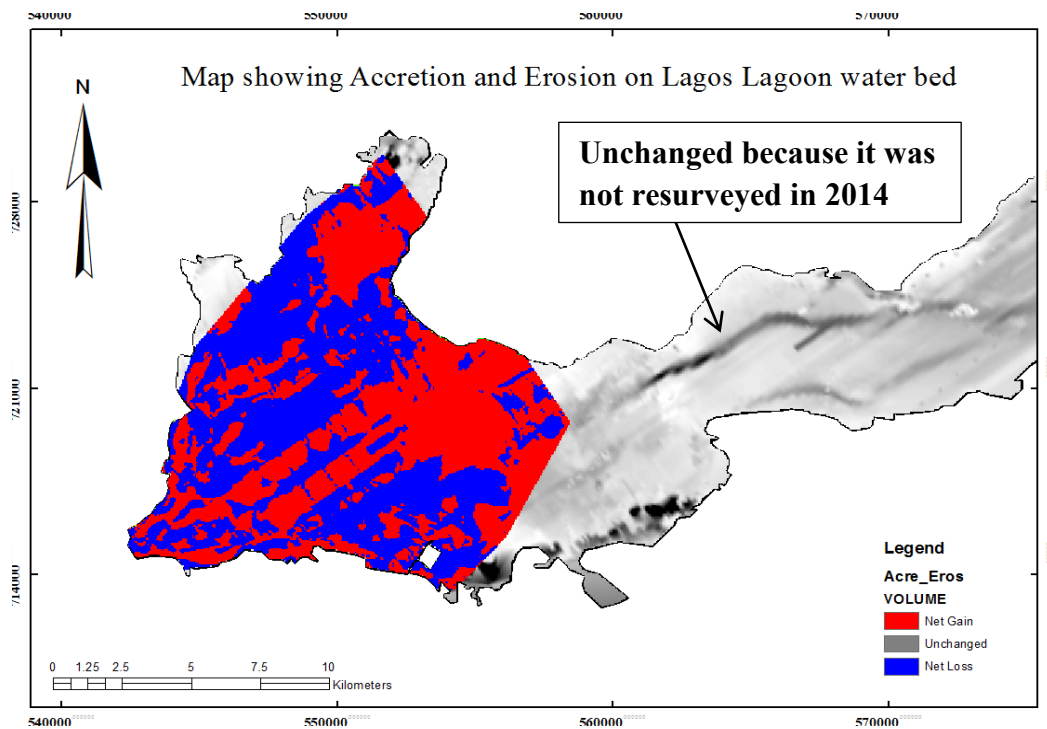 540000 550000 560000 570000
Map showing Accretion and Erosion on Lagos Lagoon water bed
N
Unchanged because it was
not resurveyed in 2014
728000
721000
714000
Legend
Acre_Eros
VOLUME
Net Gain
Unchanged
Net Loss
0 1.25 2.5 5 7.5 10
Kilometers
540000 550000 560000 570000